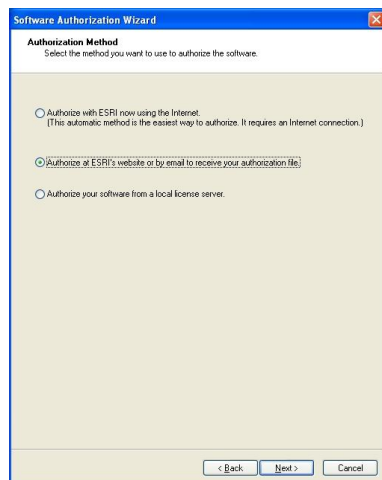 Software Authorization Wizard
Authorization Method
Select the method you want to use to authorize the software.
Authorize with ESRI now using the Internet.
(This automatic method is the easiest way to authorize. It requires an Internet connection.)
Authorize at ESRI's website or by email to receive your authorization file.
Authorize your software from a local license server.
< Back
Next >
Cancel